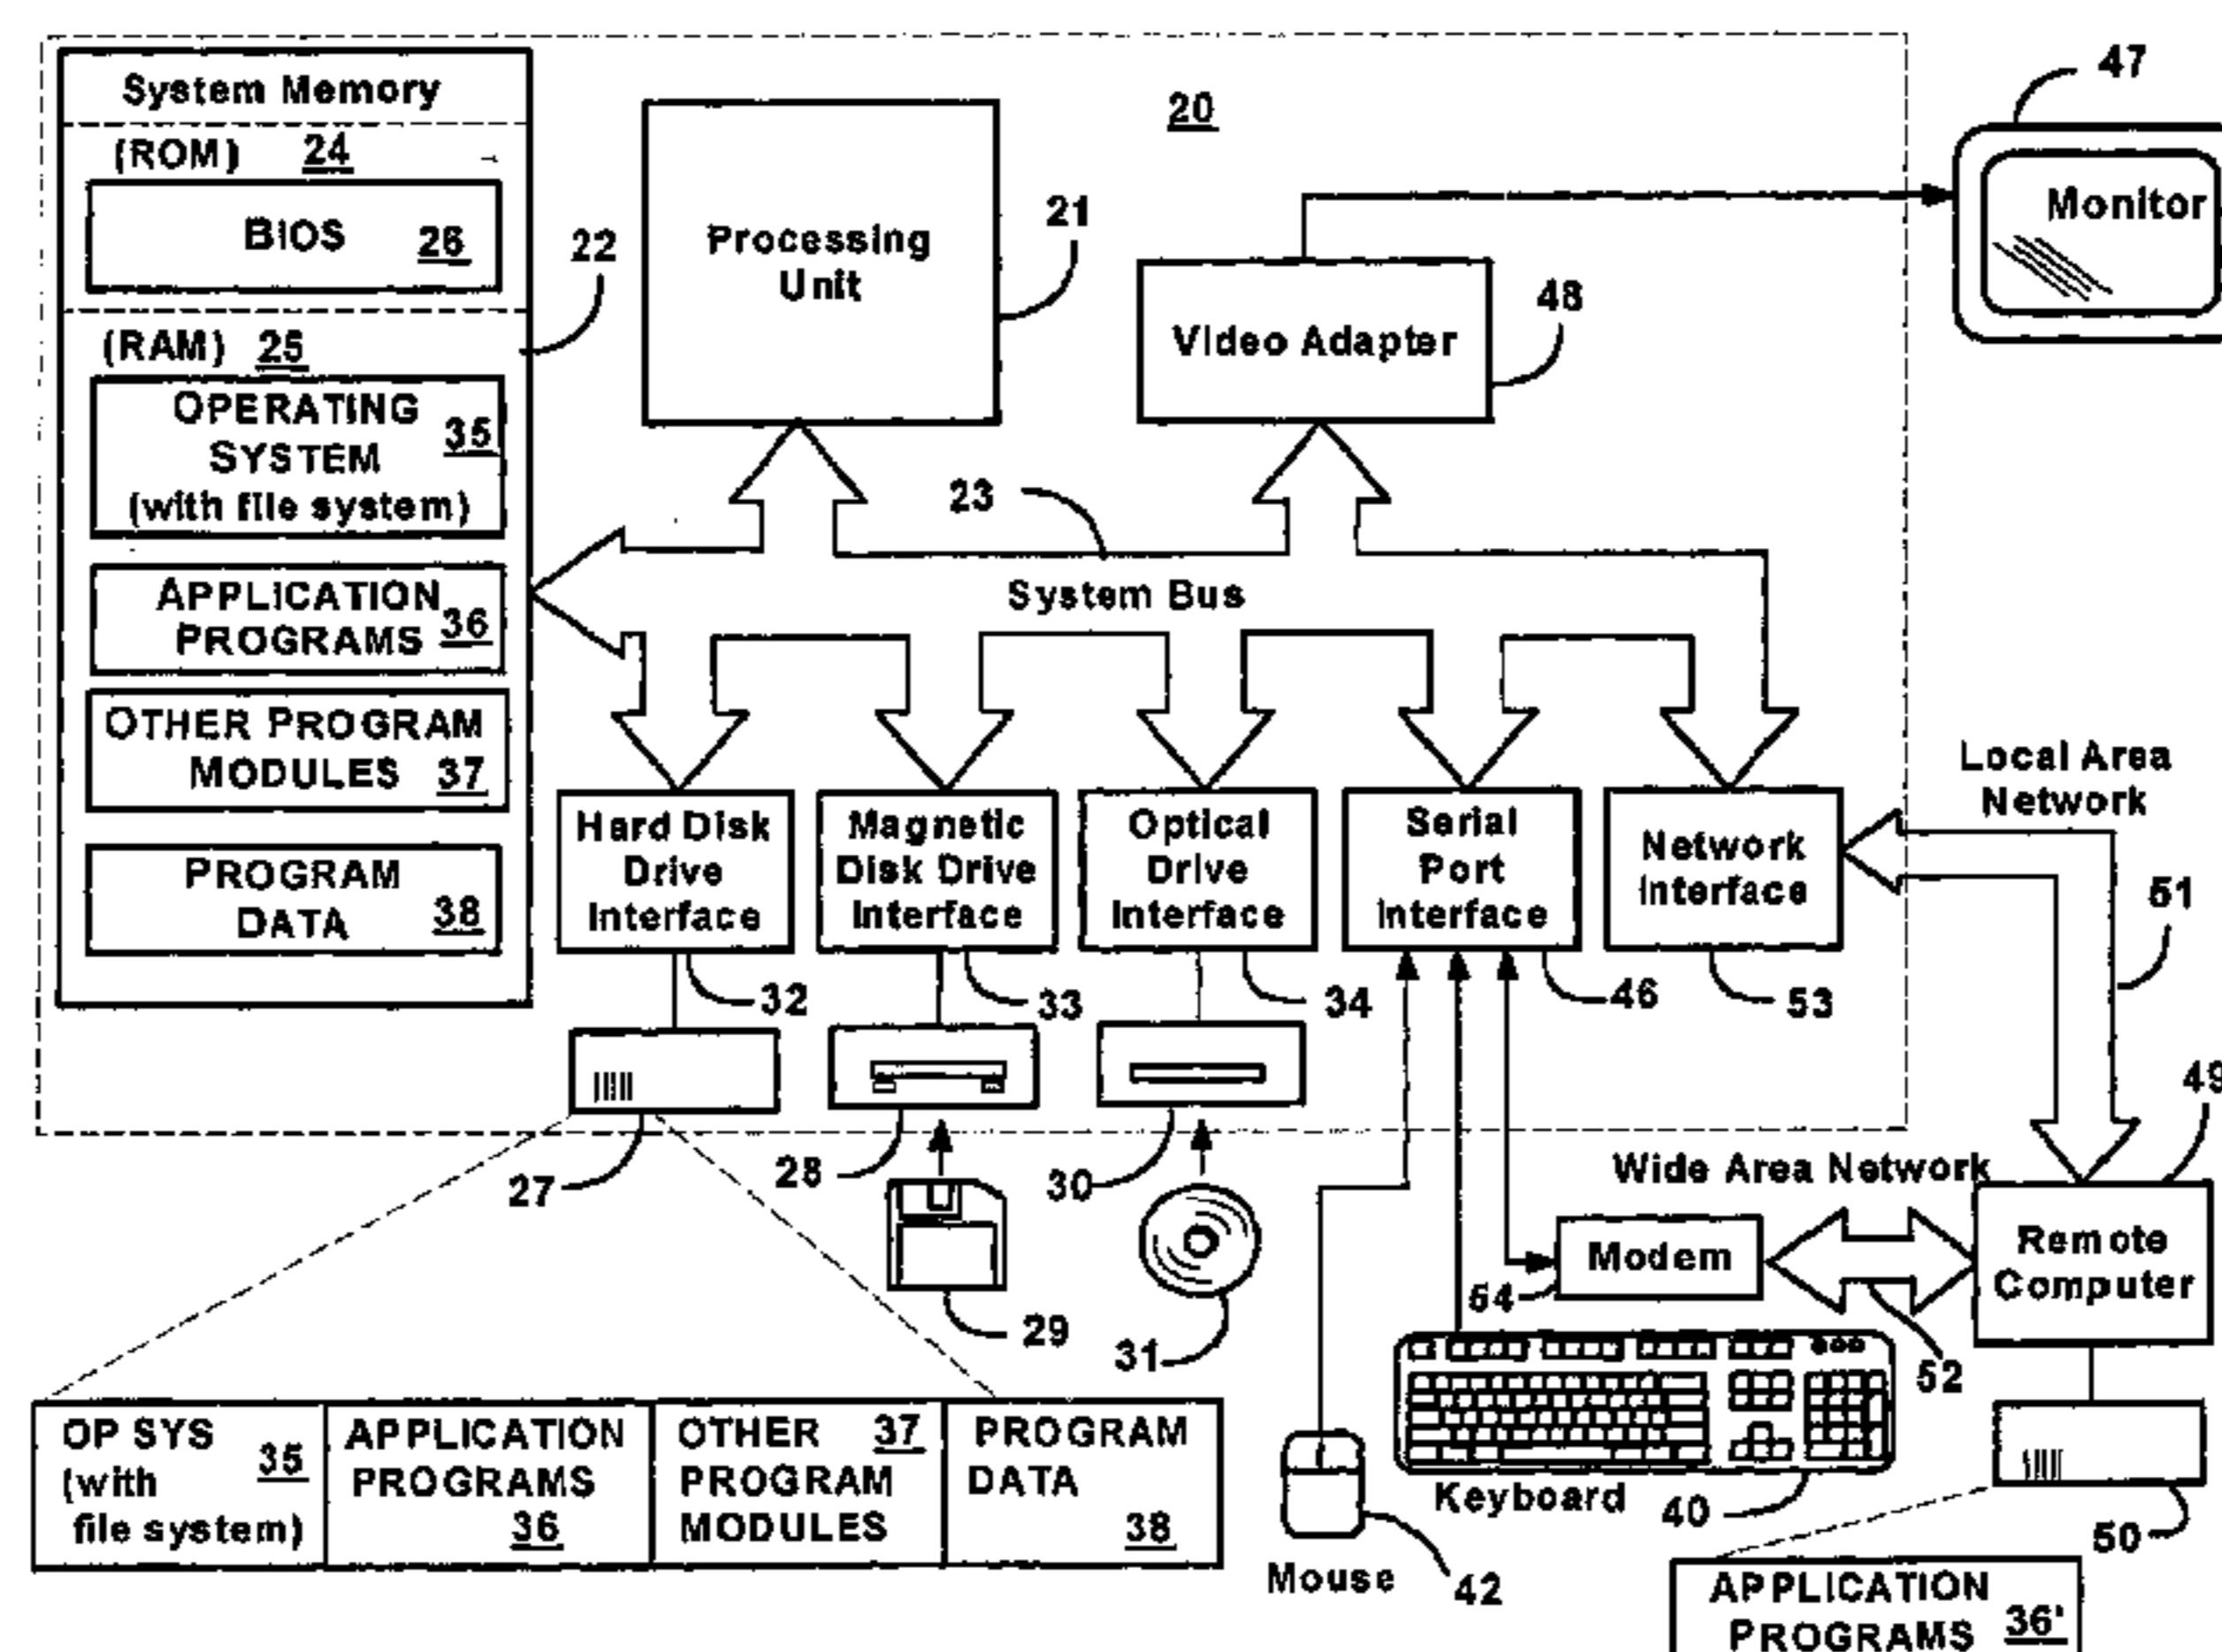 System Memory
(ROM) 24
BIOS 26
(RAM) 25
OPERATING
SYSTEM 35
(with file system)
APPLICATION
PROGRAMS 36
OTHER PROGRAM
MODULES 37
PROGRAM
DATA 38
22
Processing
Unit
21
20
Video Adapter
48
47
Monitor
23
System Bus
Hard Disk
Drive
Interface
32
Magnetic
Disk Drive
Interface
33
Optical
Drive
Interface
34
Serial
Port
Interface
46
Network
Interface
53
Local Area
Network
51
49
27
28
29
30
31
Wide Area Network
Modem
54
52
Remote
Computer
50
OP SYS 35
(with
file system)
APPLICATION
PROGRAMS
36
OTHER 37
PROGRAM
MODULES
PROGRAM
DATA
38
Mouse
42
Keyboard
40
APPLICATION
PROGRAMS 36'